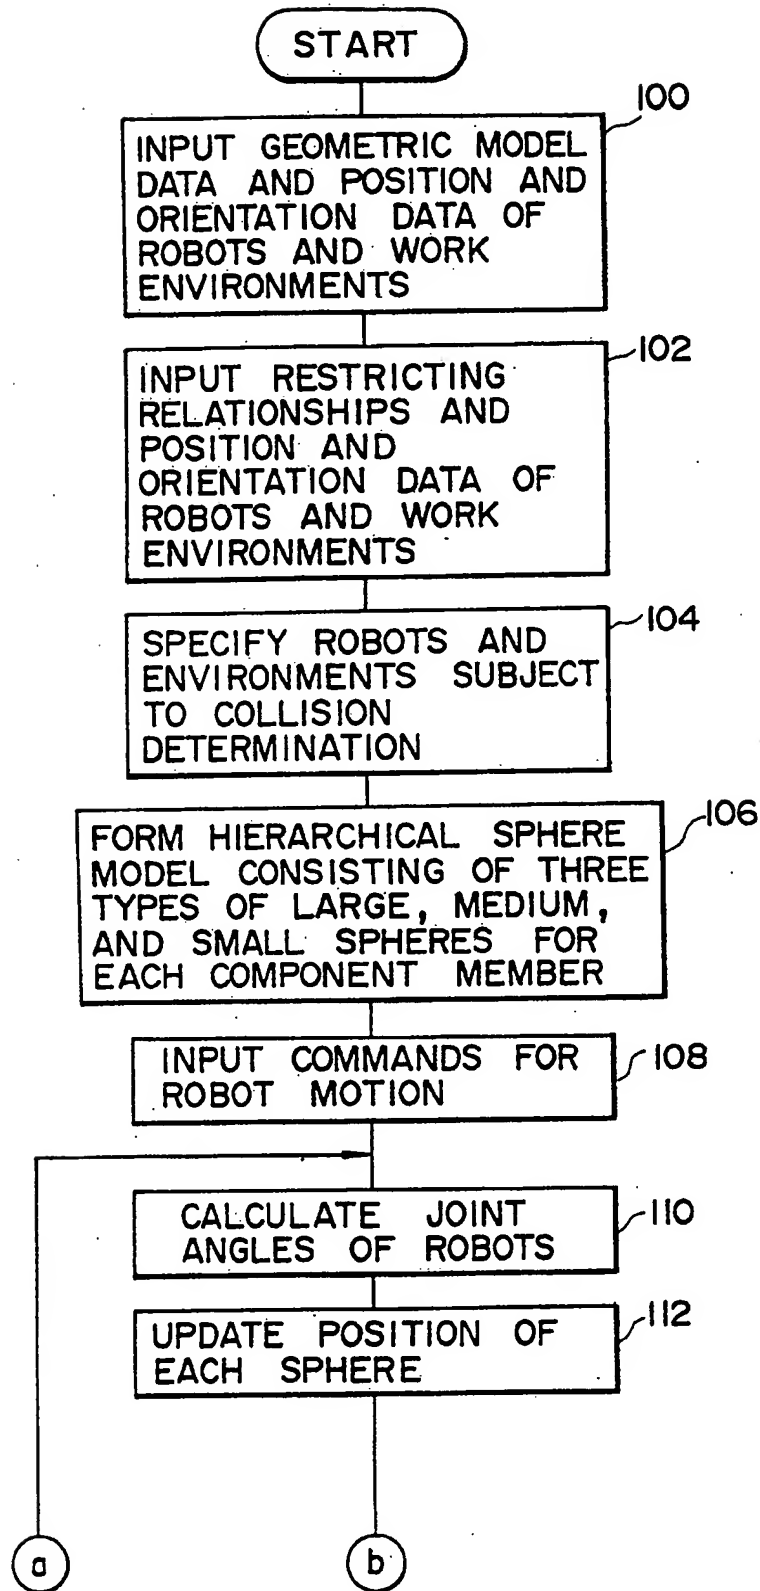 START
100
INPUT GEOMETRIC MODEL
DATA AND POSITION AND
ORIENTATION DATA OF
ROBOTS AND WORK
ENVIRONMENTS
102
INPUT RESTRICTING
RELATIONSHIPS AND
POSITION AND
ORIENTATION DATA OF
ROBOTS AND WORK
ENVIRONMENTS
104
SPECIFY ROBOTS AND
ENVIRONMENTS SUBJECT
TO COLLISION
DETERMINATION
106
FORM HIERARCHICAL SPHERE
MODEL CONSISTING OF THREE
TYPES OF LARGE, MEDIUM,
AND SMALL SPHERES FOR
EACH COMPONENT MEMBER
108
INPUT COMMANDS FOR
ROBOT MOTION
110
CALCULATE JOINT
ANGLES OF ROBOTS
112
UPDATE POSITION OF
EACH SPHERE
a
b